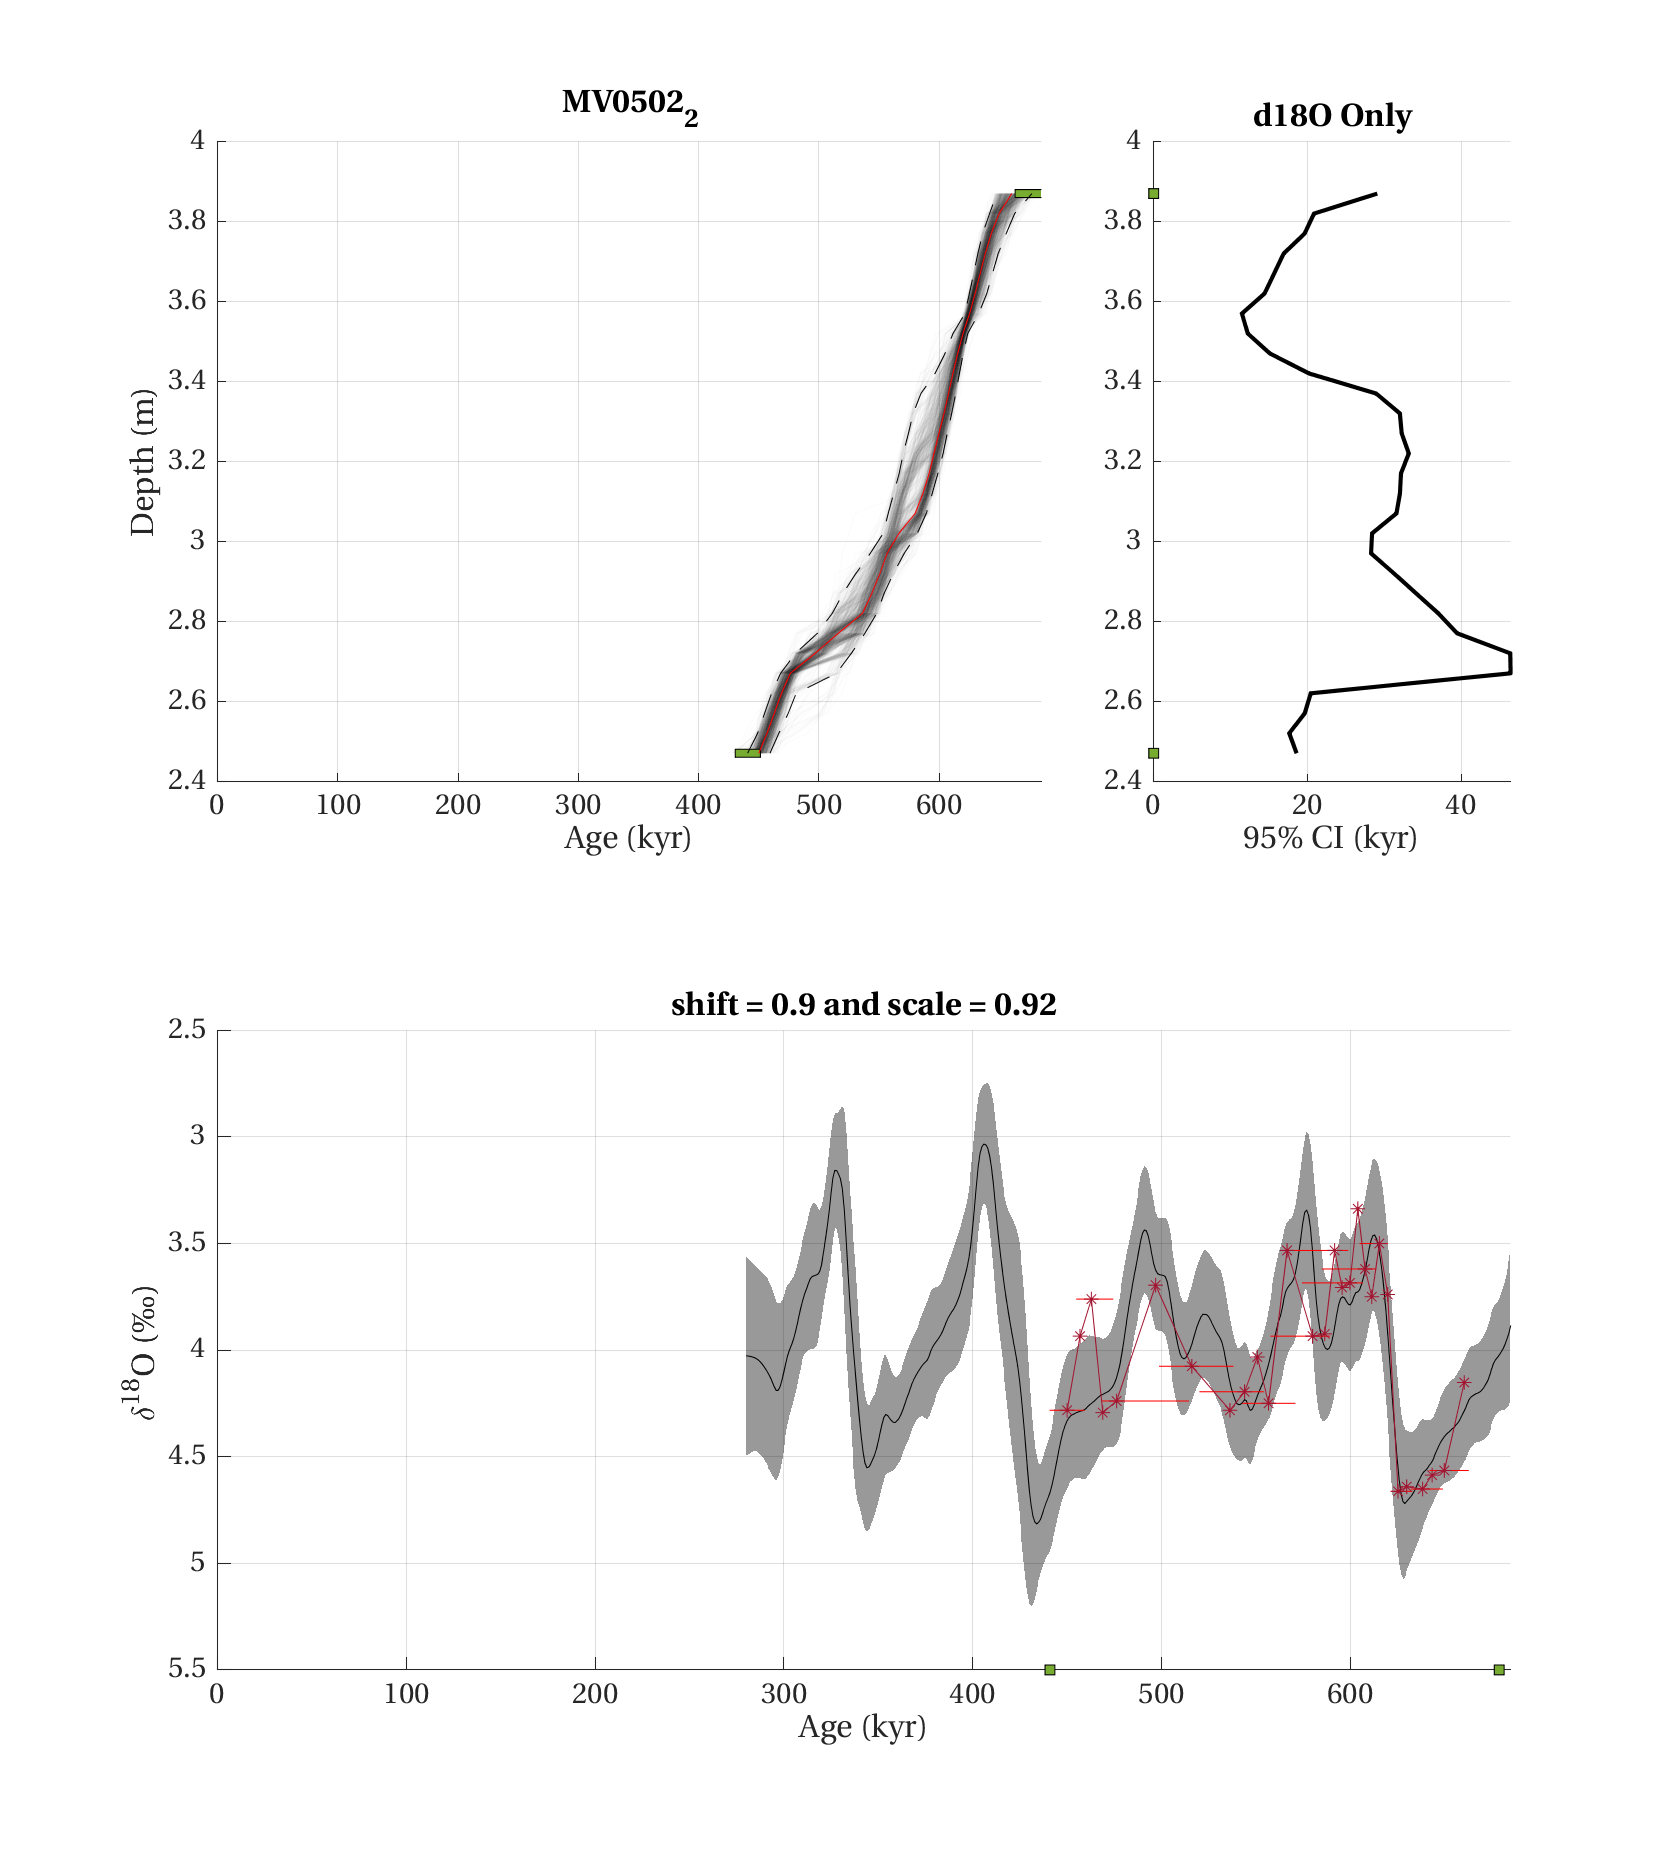 MV0502₂
d18O Only
4
3.8
3.6
3.4
3.2
3
2.8
2.6
2.4
Depth (m)
0 100 200 300 400 500 600
Age (kyr)
4
3.8
3.6
3.4
3.2
3
2.8
2.6
2.4
0 20 40
95% CI (kyr)
shift = 0.9 and scale = 0.92
2.5
3
3.5
4
4.5
5
5.5
δ¹⁸O (‰)
0 100 200 300 400 500 600
Age (kyr)